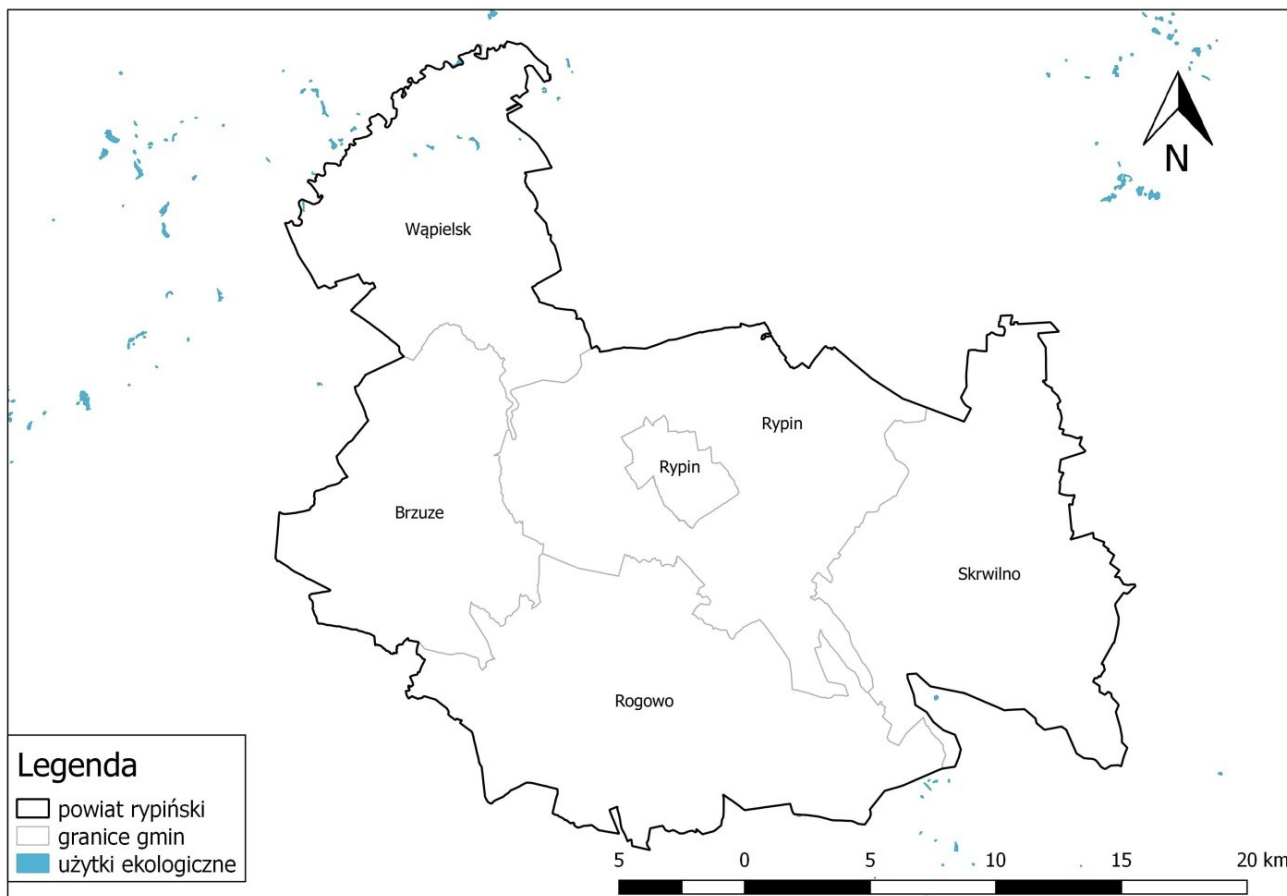 N
Wąpielsk
Rypin
Rypin
Brzuze
Skrwilno
Rogowo
Legenda
powiat rypiński
granice gmin
użytki ekologiczne
5 0 5 10 15 20 km